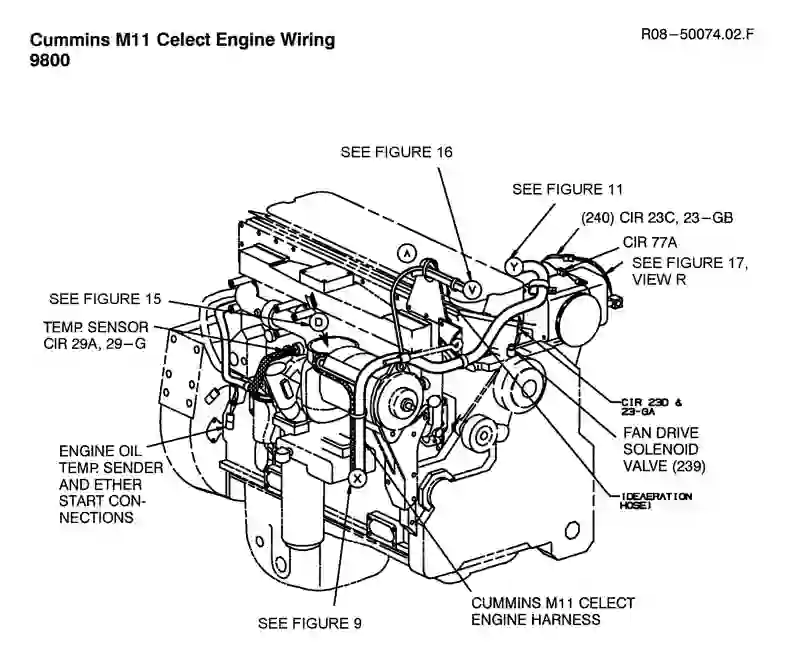 Cummins M11 Celect Engine Wiring
9800
R08-50074.02.F
SEE FIGURE 16
SEE FIGURE 11
(240) CIR 23C, 23-GB
CIR 77A
SEE FIGURE 17,
VIEW R
A
Y
V
SEE FIGURE 15
D
TEMP. SENSOR
CIR 29A, 29-G
CIR 23D &
23-GA
FAN DRIVE
SOLENOID
VALVE (239)
ENGINE OIL
TEMP. SENDER
AND ETHER
START CON-
NECTIONS
X
(DEAERATION
HOSE)
CUMMINS M11 CELECT
ENGINE HARNESS
SEE FIGURE 9